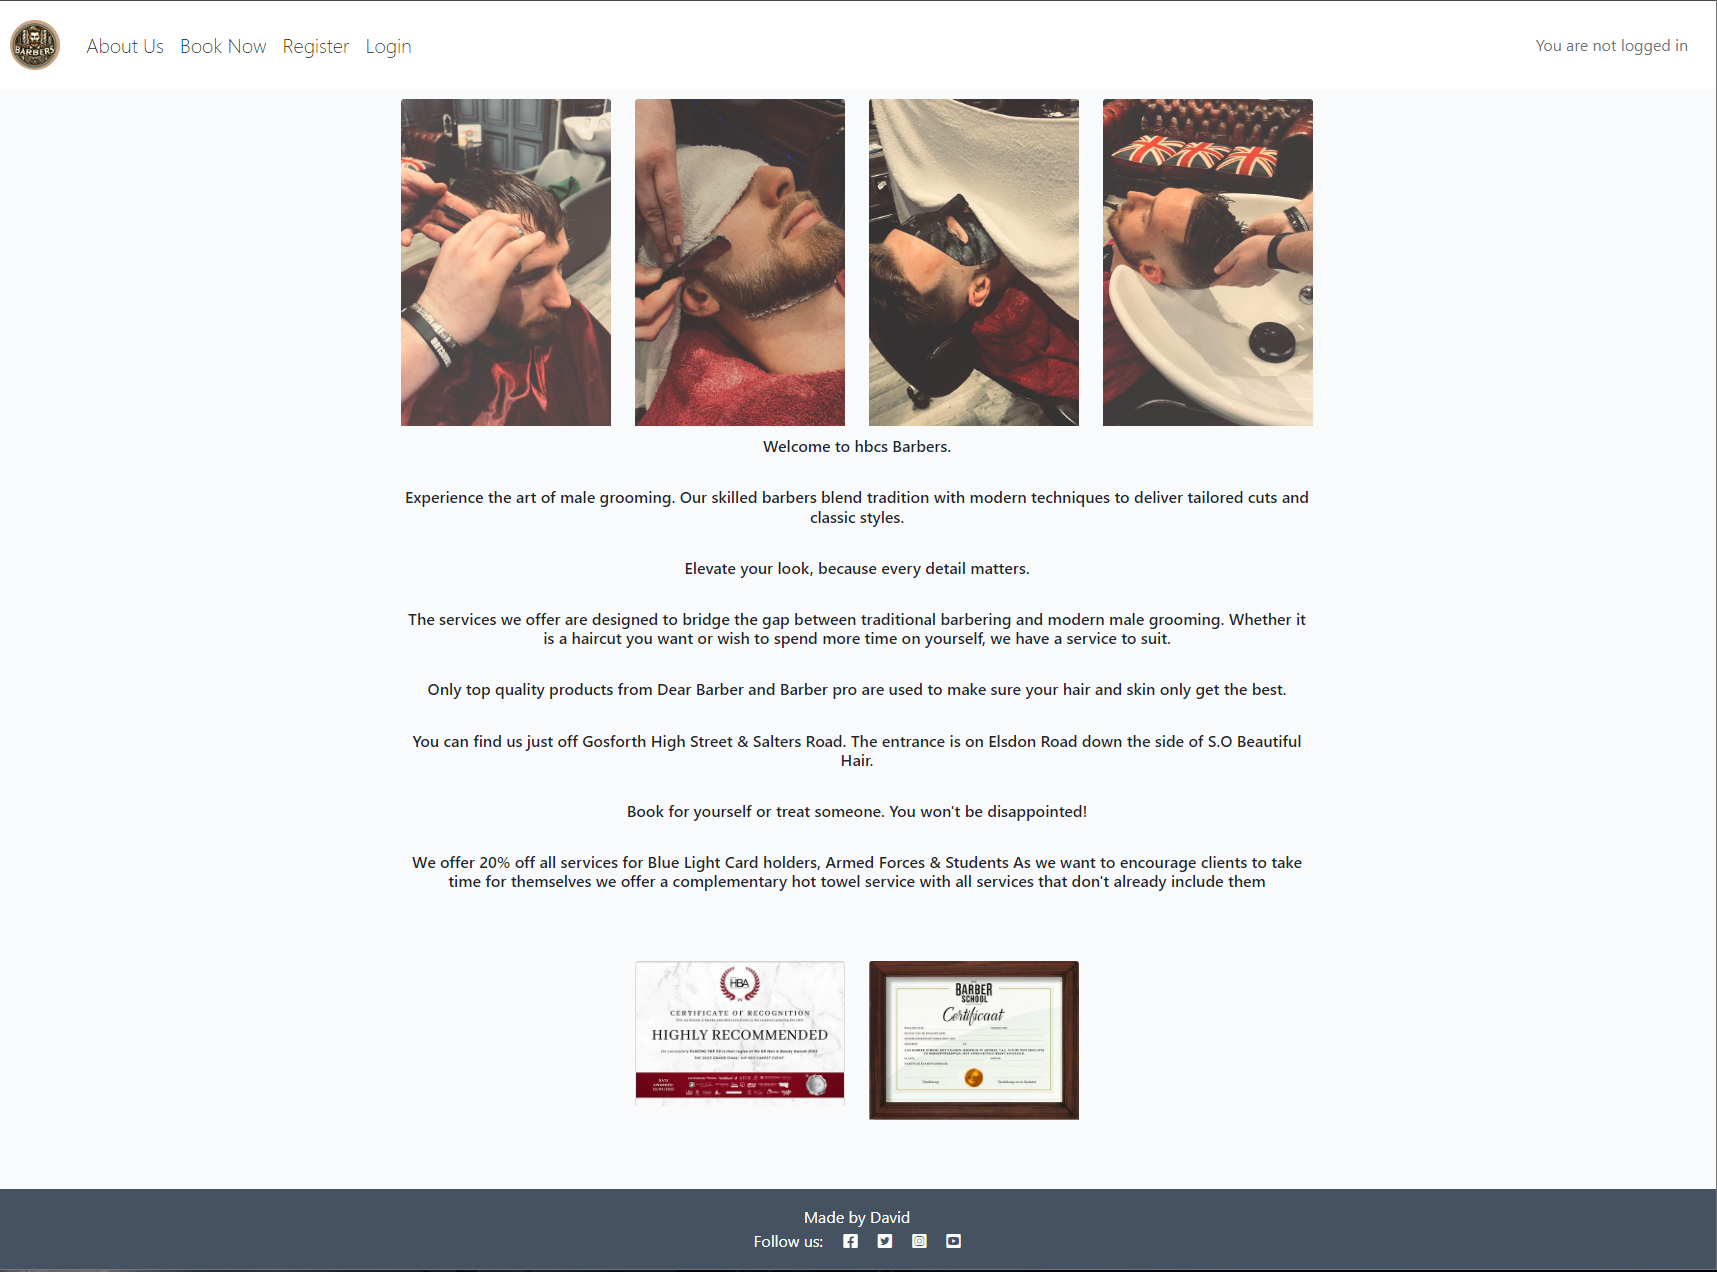 BARBERS
About Us Book Now Register Login
You are not logged in
Welcome to hbcs Barbers.
Experience the art of male grooming. Our skilled barbers blend tradition with modern techniques to deliver tailored cuts and
classic styles.
Elevate your look, because every detail matters.
The services we offer are designed to bridge the gap between traditional barbering and modern male grooming. Whether it
is a haircut you want or wish to spend more time on yourself, we have a service to suit.
Only top quality products from Dear Barber and Barber pro are used to make sure your hair and skin only get the best.
You can find us just off Gosforth High Street & Salters Road. The entrance is on Elsdon Road down the side of S.O Beautiful
Hair.
Book for yourself or treat someone. You won't be disappointed!
We offer 20% off all services for Blue Light Card holders, Armed Forces & Students As we want to encourage clients to take
time for themselves we offer a complementary hot towel service with all services that don't already include them
HBA
CERTIFICATE OF RECOGNITION
HIGHLY RECOMMENDED
DATE
AWARDED:
BARBER
SCHOOL
Certificaat
Made by David
Follow us: